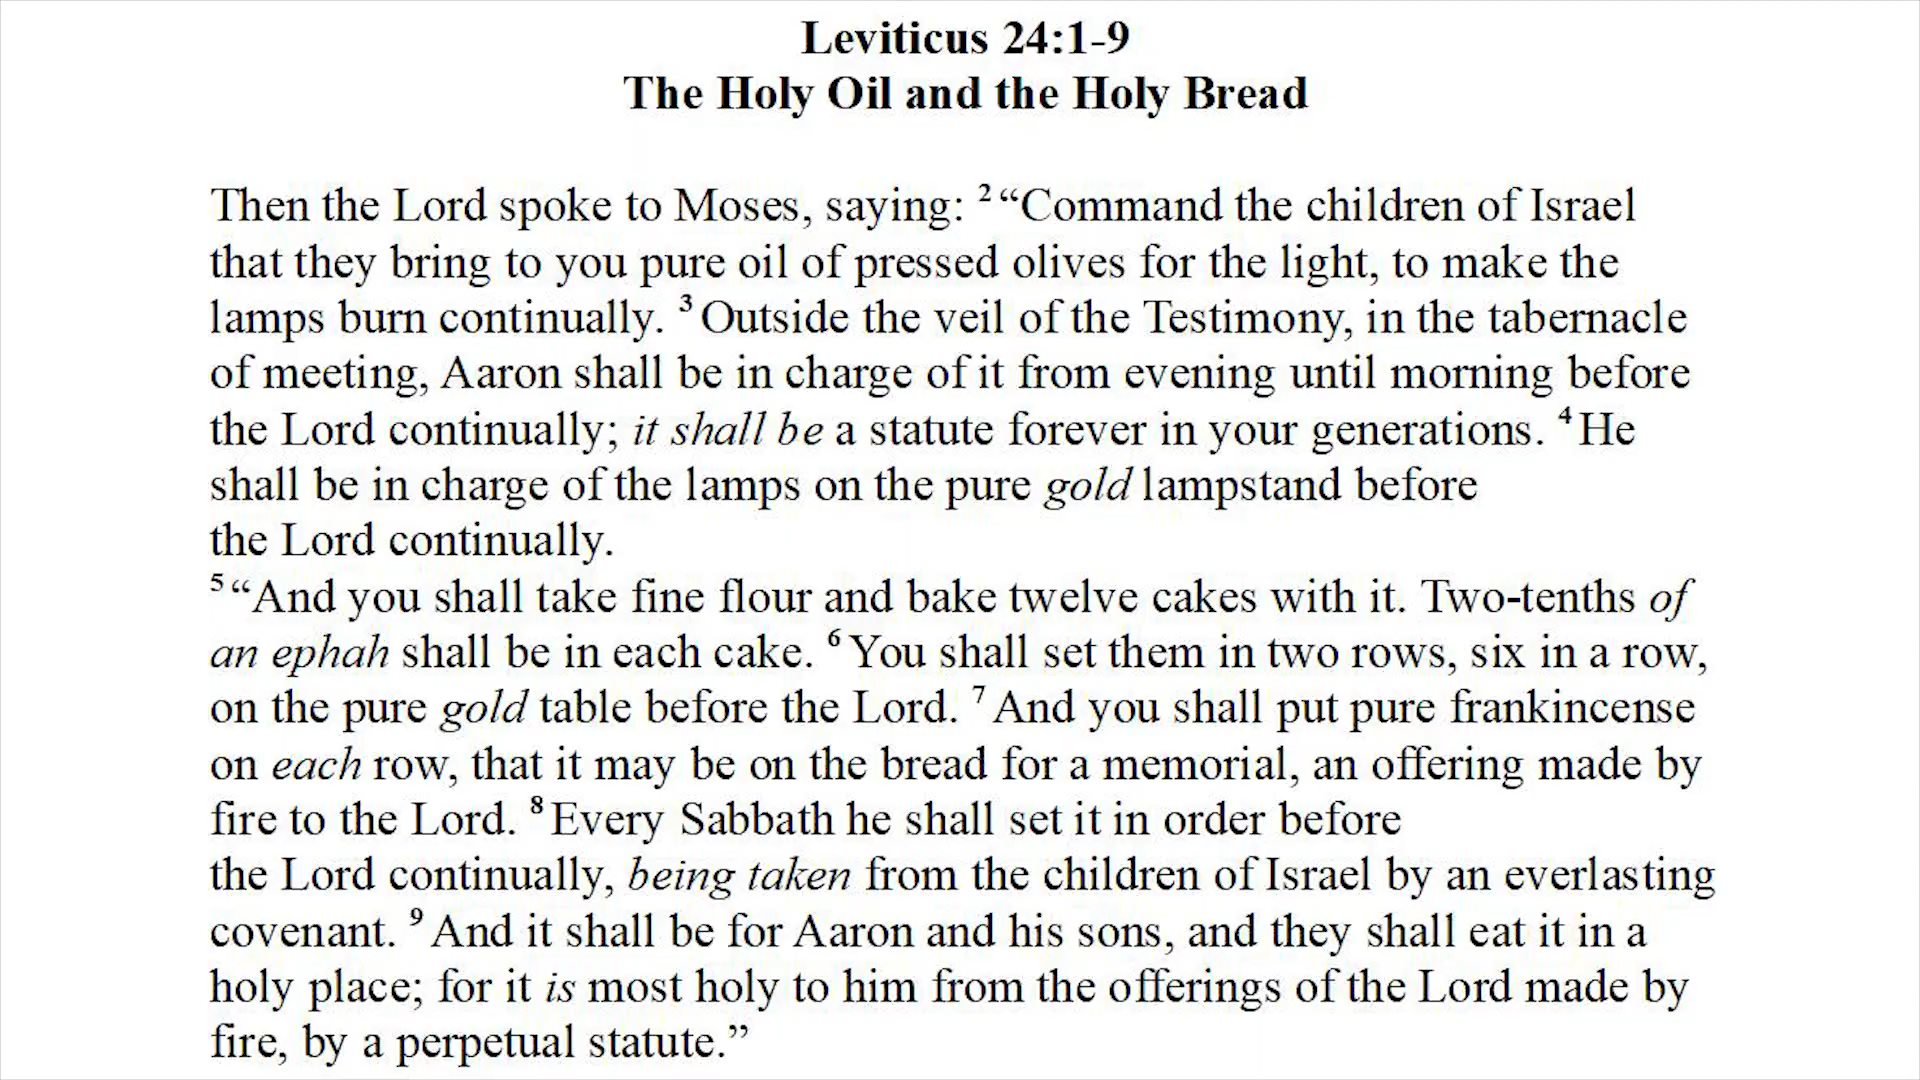 Leviticus 24:1-9
The Holy Oil and the Holy Bread
Then the Lord spoke to Moses, saying: 2 “Command the children of Israel
that they bring to you pure oil of pressed olives for the light, to make the
lamps burn continually. 3 Outside the veil of the Testimony, in the tabernacle
of meeting, Aaron shall be in charge of it from evening until morning before
the Lord continually; it shall be a statute forever in your generations. 4 He
shall be in charge of the lamps on the pure gold lampstand before
the Lord continually.
5 “And you shall take fine flour and bake twelve cakes with it. Two-tenths of
an ephah shall be in each cake. 6 You shall set them in two rows, six in a row,
on the pure gold table before the Lord. 7 And you shall put pure frankincense
on each row, that it may be on the bread for a memorial, an offering made by
fire to the Lord. 8 Every Sabbath he shall set it in order before
the Lord continually, being taken from the children of Israel by an everlasting
covenant. 9 And it shall be for Aaron and his sons, and they shall eat it in a
holy place; for it is most holy to him from the offerings of the Lord made by
fire, by a perpetual statute.”